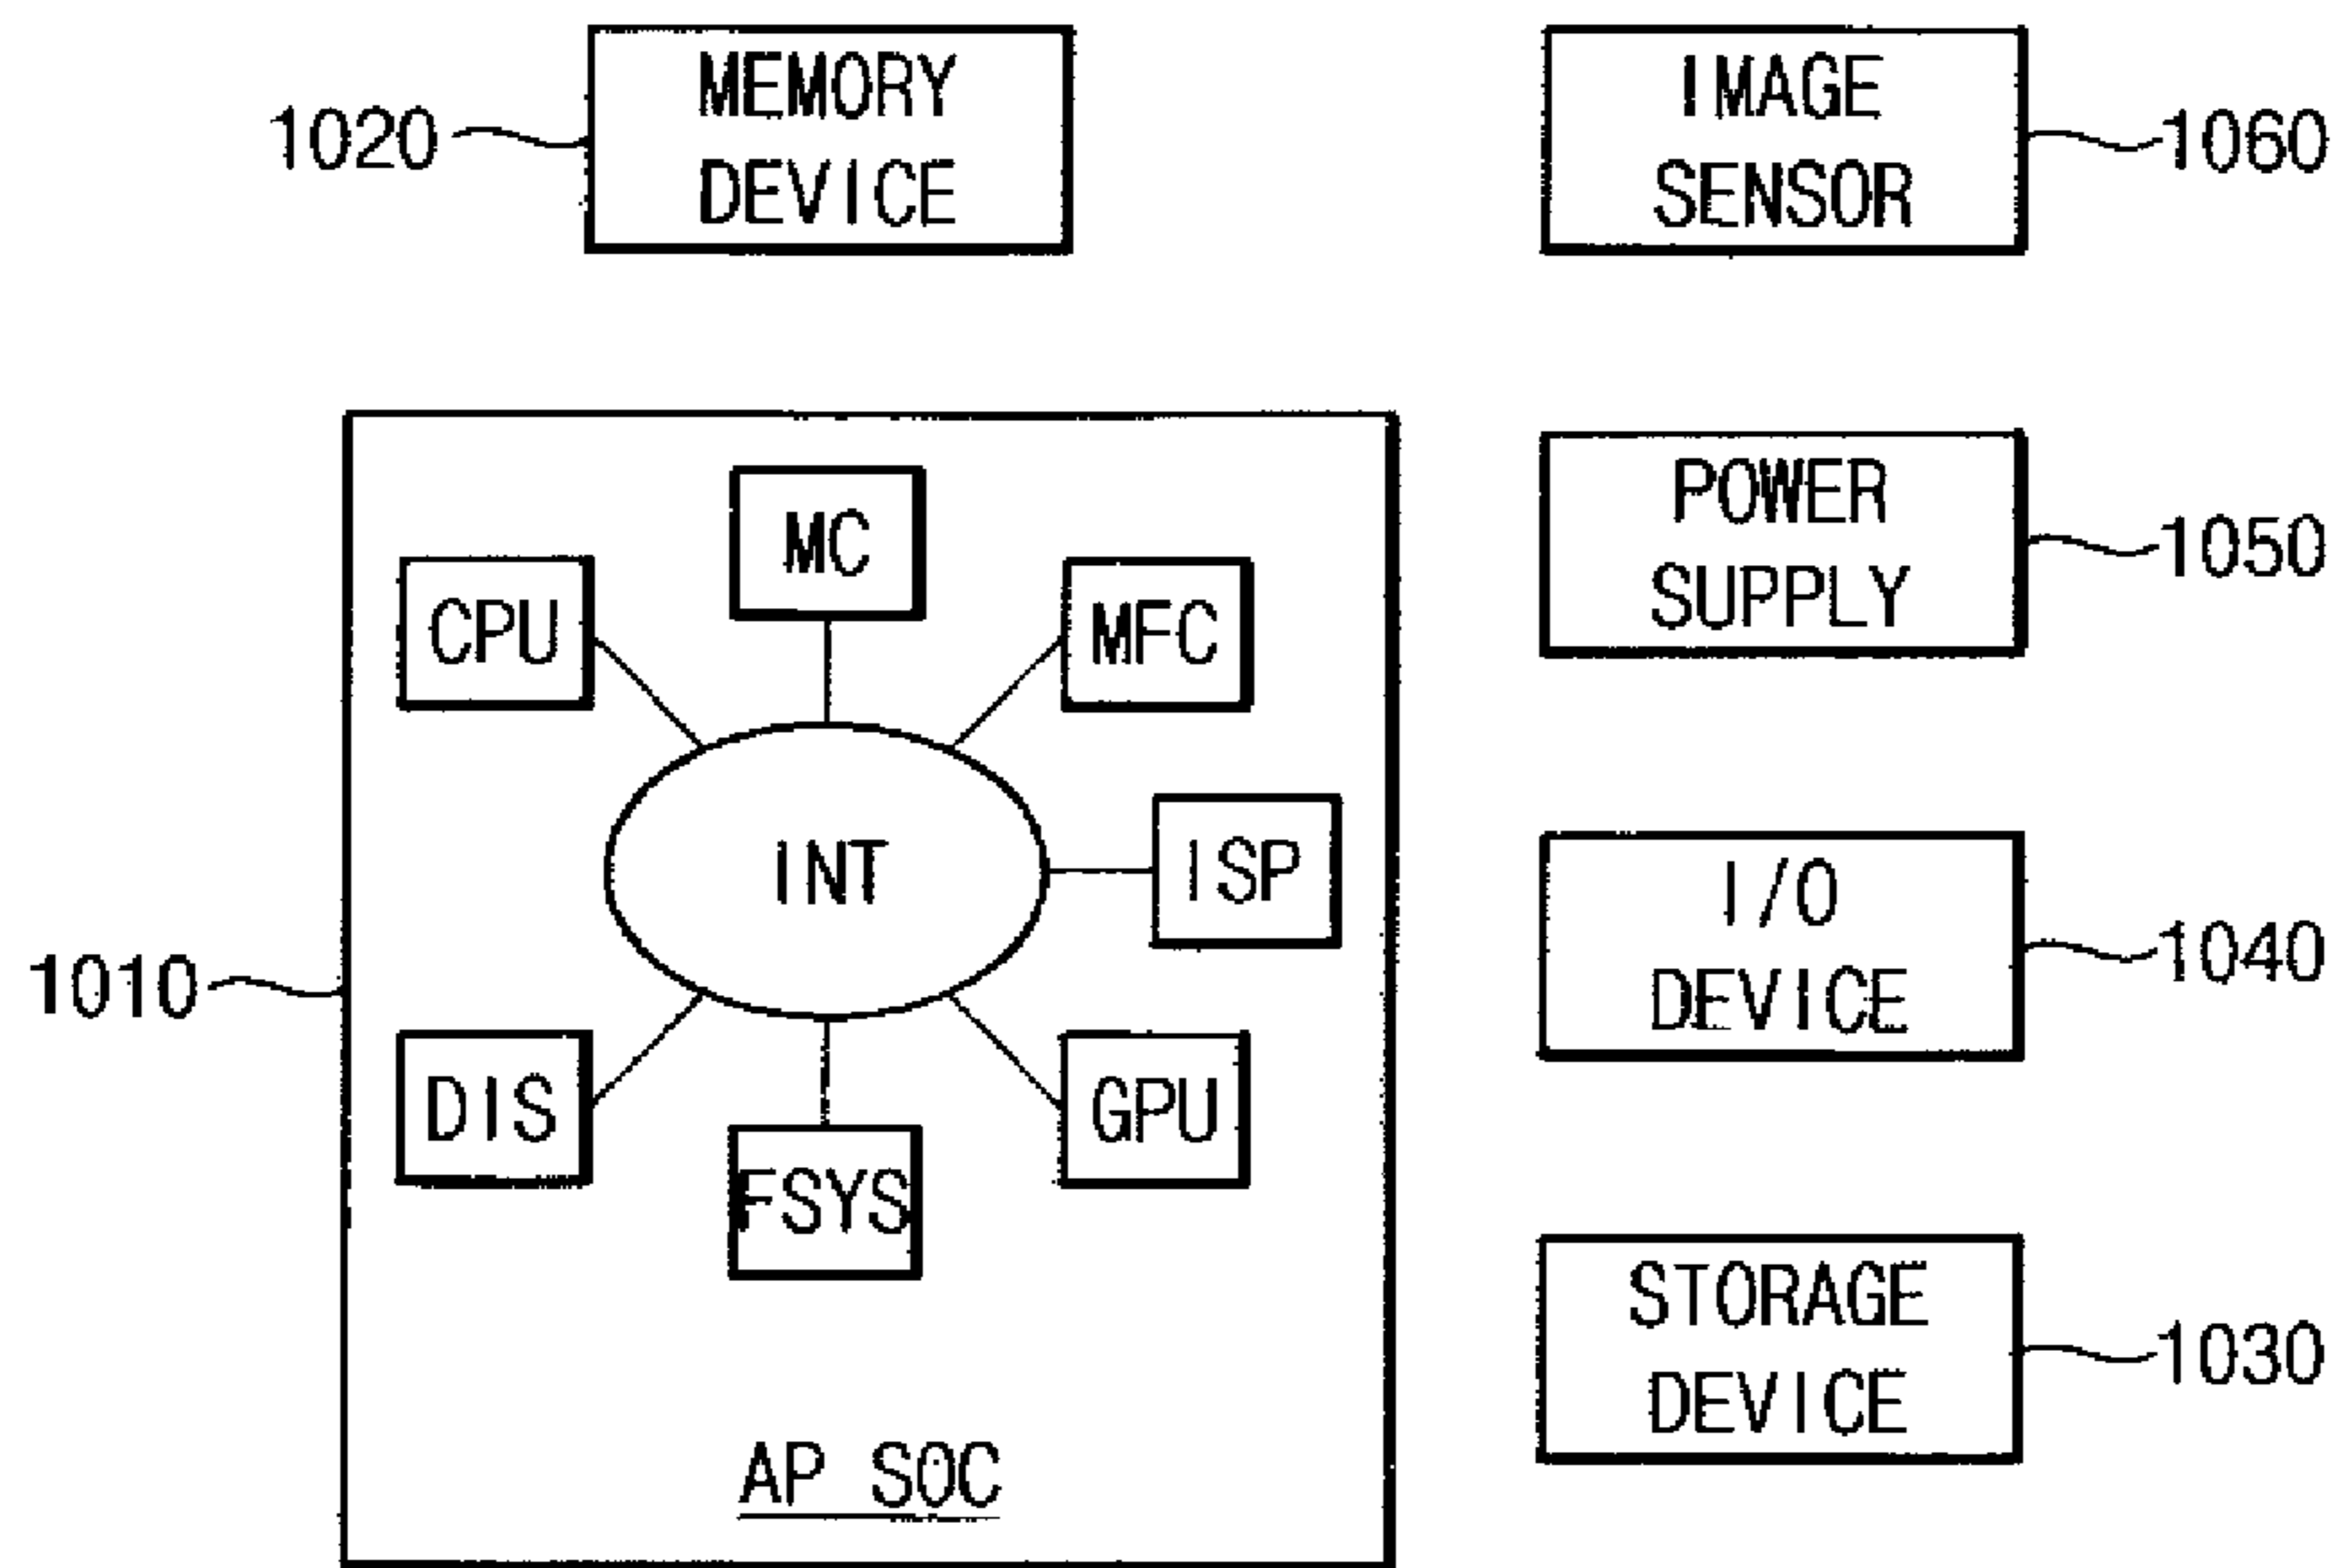 MEMORY
DEVICE
1020
IMAGE
SENSOR
1060
MC
CPU
MFC
INT
ISP
DIS
GPU
FSYS
AP SOC
1010
POWER
SUPPLY
1050
I/O
DEVICE
1040
STORAGE
DEVICE
1030